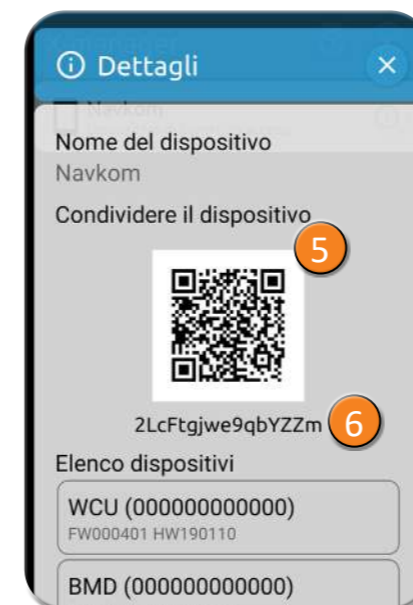 Dettagli
Navkom
Nome del dispositivo
Navkom
Condividere il dispositivo
5
2LcFtgjwe9qbYZZm
6
Elenco dispositivi
WCU (000000000000)
FW000401 HW190110
BMD (000000000000)